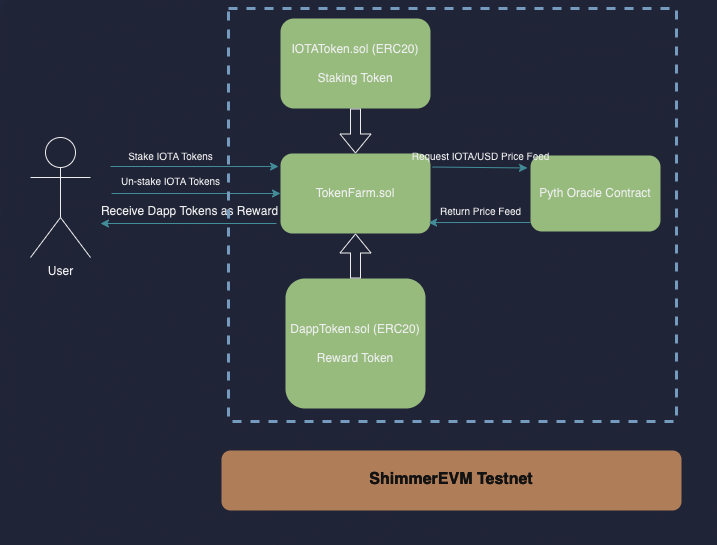 IOTAToken.sol (ERC20)
Staking Token
Stake IOTA Tokens
Un-stake IOTA Tokens
Receive Dapp Tokens as Reward
User
TokenFarm.sol
Request IOTA/USD Price Feed
Return Price Feed
Pyth Oracle Contract
DappToken.sol (ERC20)
Reward Token
ShimmerEVM Testnet